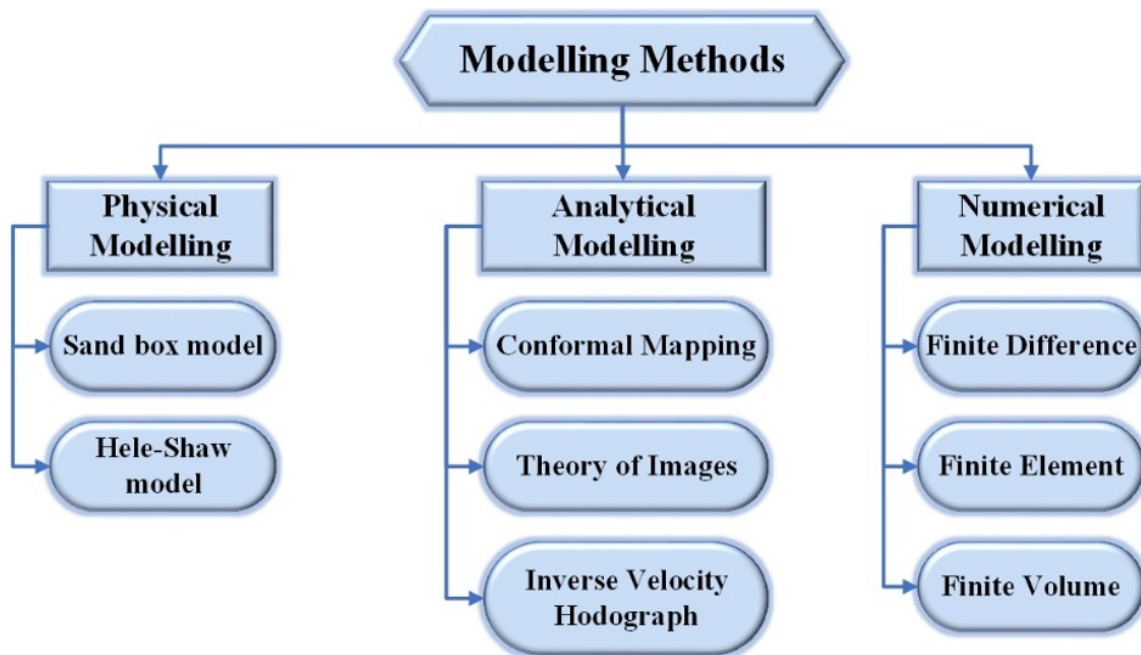 Modelling Methods
Physical
Modelling
Analytical
Modelling
Numerical
Modelling
Sand box model
Conformal Mapping
Finite Difference
Hele-Shaw
model
Theory of Images
Finite Element
Inverse Velocity
Hodograph
Finite Volume